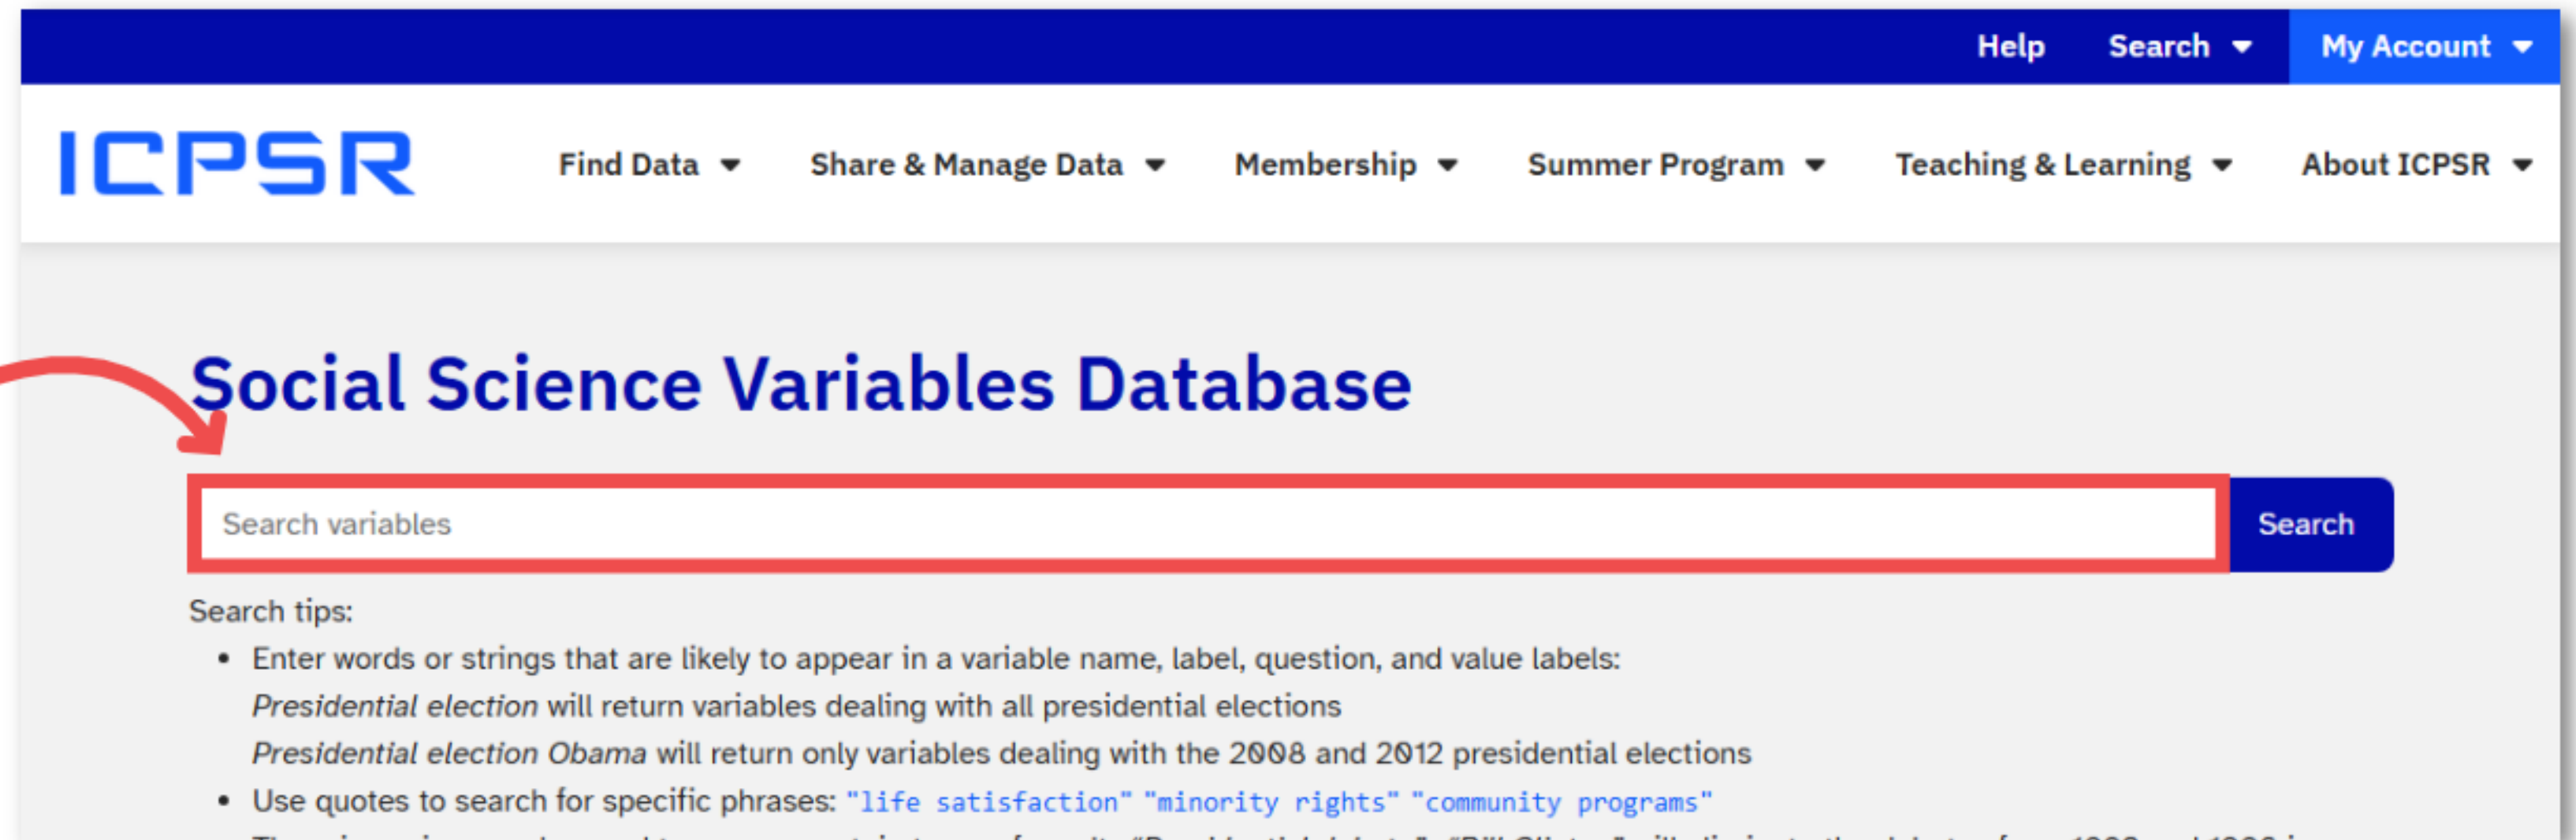 Help Search My Account
ICPSR Find Data Share & Manage Data Membership Summer Program Teaching & Learning About ICPSR
Social Science Variables Database
Search variables Search
Search tips:
• Enter words or strings that are likely to appear in a variable name, label, question, and value labels:
Presidential election will return variables dealing with all presidential elections
Presidential election Obama will return only variables dealing with the 2008 and 2012 presidential elections
• Use quotes to search for specific phrases: "life satisfaction" "minority rights" "community programs"